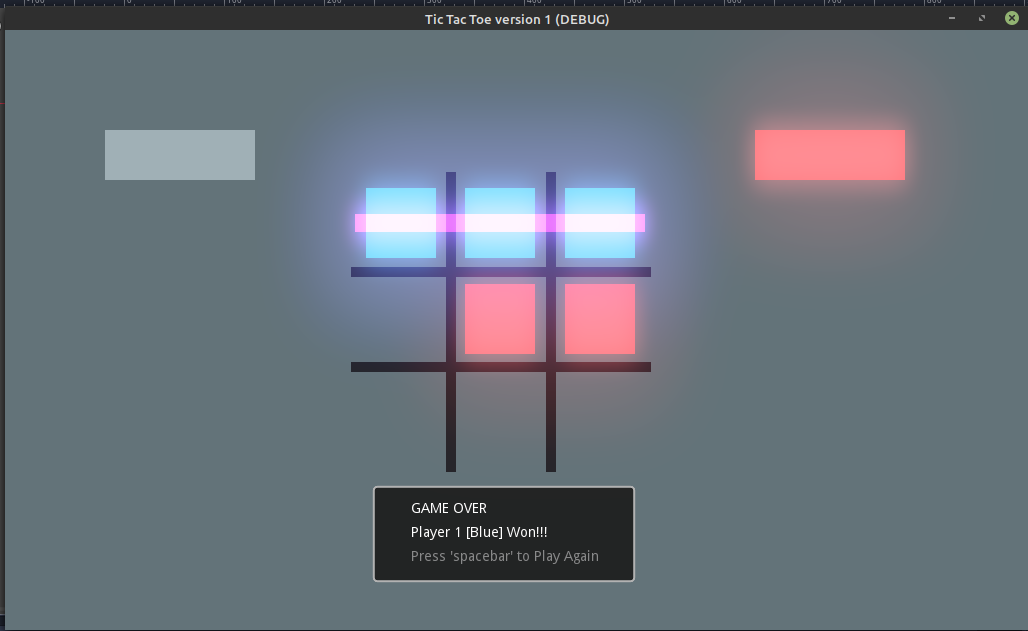 Tic Tac Toe version 1 (DEBUG)
GAME OVER
Player 1 [Blue] Won!!!
Press 'spacebar' to Play Again